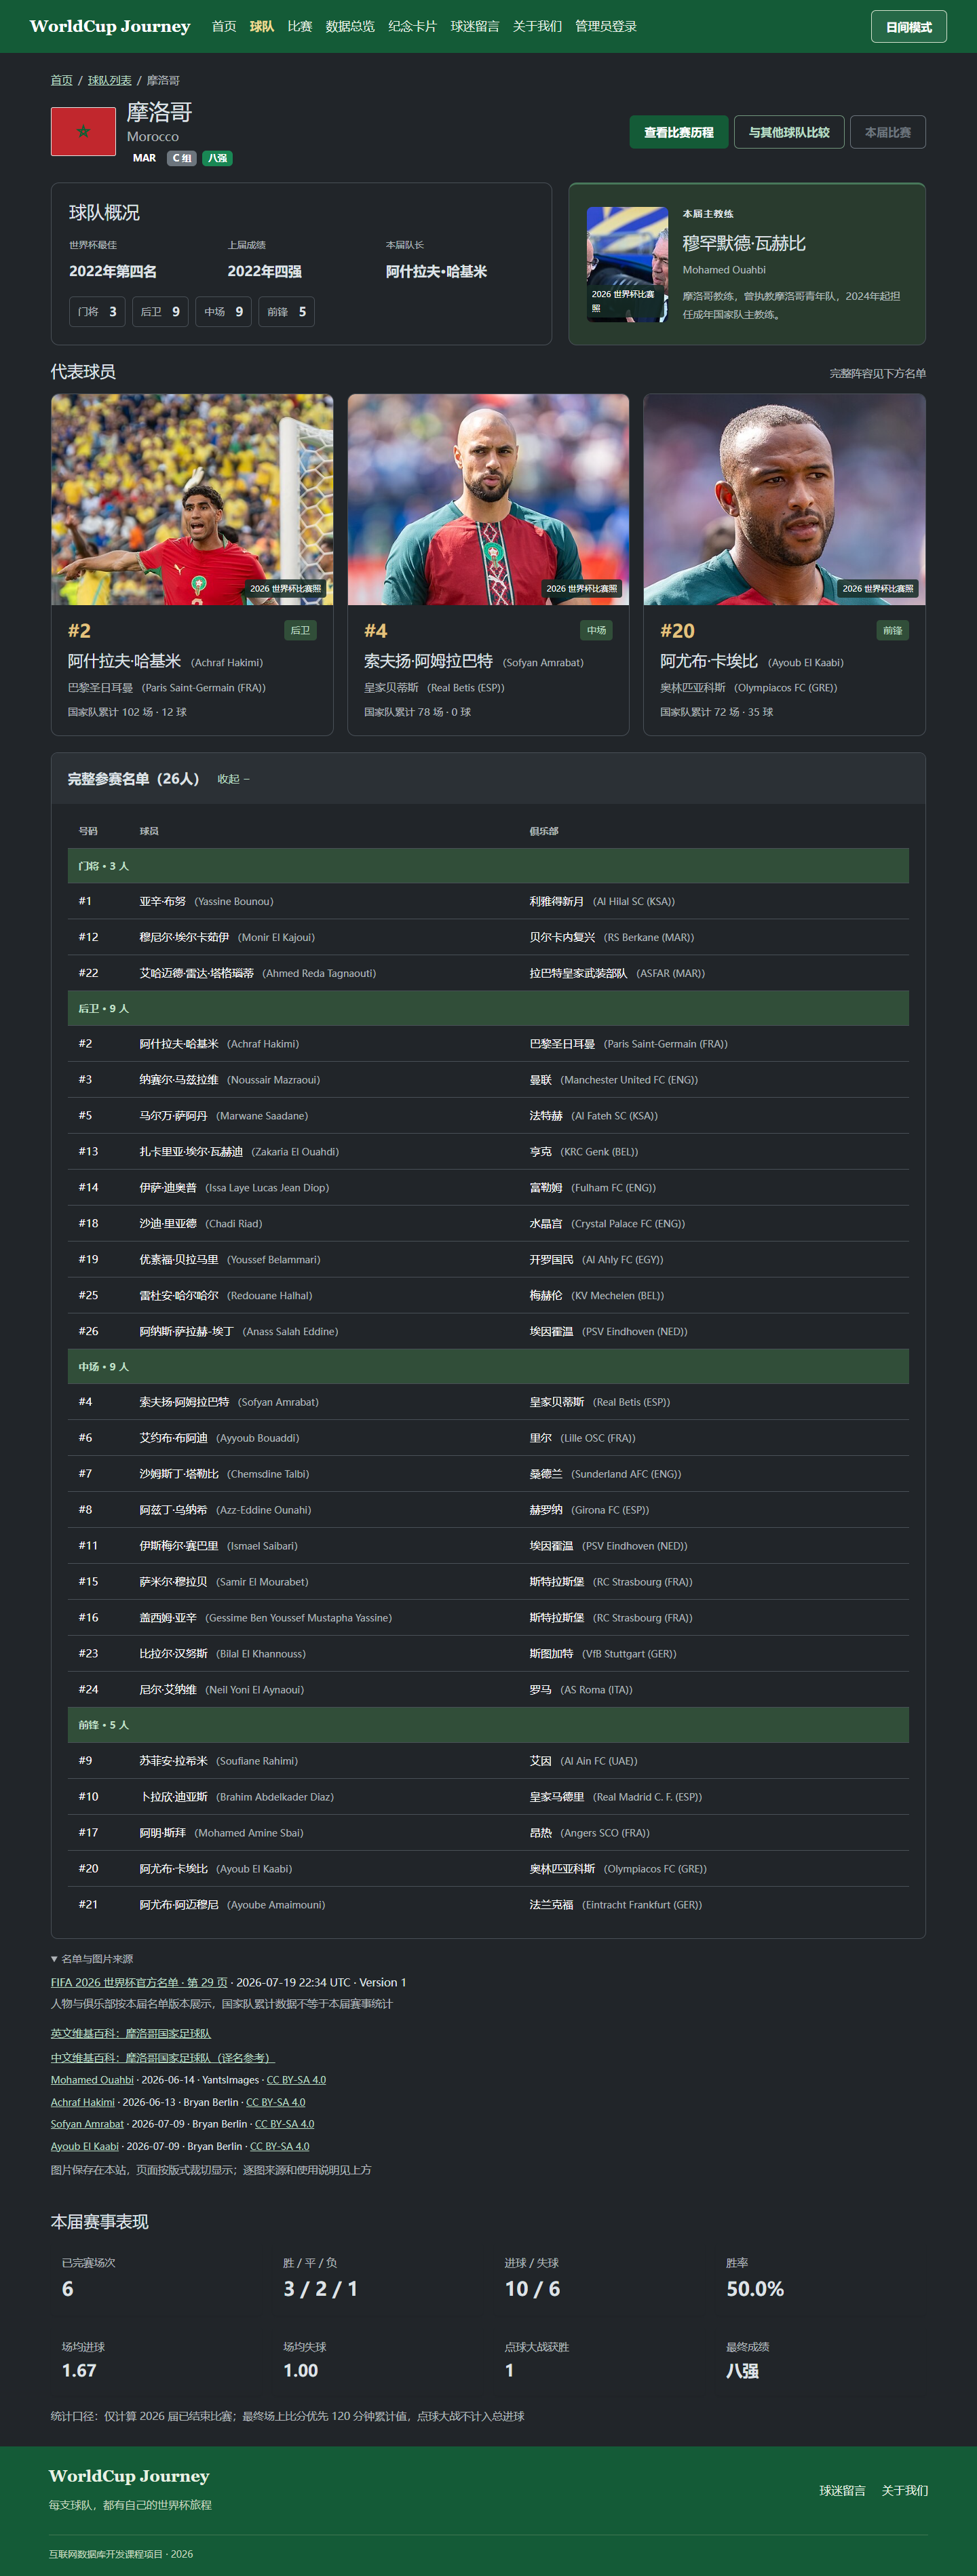 WorldCup Journey 首页 球队 比赛 数据总览 纪念卡片 球迷留言 关于我们 管理员登录 日间模式
首页 / 球队列表 / 摩洛哥
摩洛哥
Morocco
MAR C 组 八强
查看比赛历程 与其他球队比较 本届比赛
球队概况
世界杯最佳 上届成绩 本届队长
2022年第四名 2022年四强 阿什拉夫·哈基米
门将 3 后卫 9 中场 9 前锋 5
2026 世界杯比赛
照
本届主教练
穆罕默德·瓦赫比
Mohamed Ouahbi
摩洛哥教练，曾执教摩洛哥青年队，2024年起担
任成年国家队主教练。
代表球员 完整阵容见下方名单
2026 世界杯比赛照 2026 世界杯比赛照 2026 世界杯比赛照
#2 后卫
阿什拉夫·哈基米 （Achraf Hakimi）
巴黎圣日耳曼 （Paris Saint-Germain (FRA)）
国家队累计 102 场 · 12 球
#4 中场
索夫扬·阿姆拉巴特 （Sofyan Amrabat）
皇家贝蒂斯 （Real Betis (ESP)）
国家队累计 78 场 · 0 球
#20 前锋
阿尤布·卡埃比 （Ayoub El Kaabi）
奥林匹亚科斯 （Olympiacos FC (GRE)）
国家队累计 72 场 · 35 球
完整参赛名单（26人） 收起 −
号码 球员 俱乐部
门将 • 3 人
#1 亚辛·布努 （Yassine Bounou） 利雅得新月 （Al Hilal SC (KSA)）
#12 穆尼尔·埃尔卡茹伊 （Monir El Kajoui） 贝尔卡内复兴 （RS Berkane (MAR)）
#22 艾哈迈德·雷达·塔格瑙蒂 （Ahmed Reda Tagnaouti） 拉巴特皇家武装部队 （ASFAR (MAR)）
后卫 • 9 人
#2 阿什拉夫·哈基米 （Achraf Hakimi） 巴黎圣日耳曼 （Paris Saint-Germain (FRA)）
#3 纳赛尔·马兹拉维 （Noussair Mazraoui） 曼联 （Manchester United FC (ENG)）
#5 马尔万·萨阿丹 （Marwane Saadane） 法特赫 （Al Fateh SC (KSA)）
#13 扎卡里亚·埃尔·瓦赫迪 （Zakaria El Ouahdi） 亨克 （KRC Genk (BEL)）
#14 伊萨·迪奥普 （Issa Laye Lucas Jean Diop） 富勒姆 （Fulham FC (ENG)）
#18 沙迪·里亚德 （Chadi Riad） 水晶宫 （Crystal Palace FC (ENG)）
#19 优素福·贝拉马里 （Youssef Belammari） 开罗国民 （Al Ahly FC (EGY)）
#25 雷杜安·哈尔哈尔 （Redouane Halhal） 梅赫伦 （KV Mechelen (BEL)）
#26 阿纳斯·萨拉赫-埃丁 （Anass Salah Eddine） 埃因霍温 （PSV Eindhoven (NED)）
中场 • 9 人
#4 索夫扬·阿姆拉巴特 （Sofyan Amrabat） 皇家贝蒂斯 （Real Betis (ESP)）
#6 艾约布·布阿迪 （Ayyoub Bouaddi） 里尔 （Lille OSC (FRA)）
#7 沙姆斯丁·塔勒比 （Chemsdine Talbi） 桑德兰 （Sunderland AFC (ENG)）
#8 阿兹丁·乌纳希 （Azz-Eddine Ounahi） 赫罗纳 （Girona FC (ESP)）
#11 伊斯梅尔·赛巴里 （Ismael Saibari） 埃因霍温 （PSV Eindhoven (NED)）
#15 萨米尔·穆拉贝 （Samir El Mourabet） 斯特拉斯堡 （RC Strasbourg (FRA)）
#16 盖西姆·亚辛 （Gessime Ben Youssef Mustapha Yassine） 斯特拉斯堡 （RC Strasbourg (FRA)）
#23 比拉尔·汉努斯 （Bilal El Khannouss） 斯图加特 （VfB Stuttgart (GER)）
#24 尼尔·艾纳维 （Neil Yoni El Aynaoui） 罗马 （AS Roma (ITA)）
前锋 • 5 人
#9 苏菲安·拉希米 （Soufiane Rahimi） 艾因 （Al Ain FC (UAE)）
#10 卜拉欣·迪亚斯 （Brahim Abdelkader Diaz） 皇家马德里 （Real Madrid C. F. (ESP)）
#17 阿明·斯拜 （Mohamed Amine Sbai） 昂热 （Angers SCO (FRA)）
#20 阿尤布·卡埃比 （Ayoub El Kaabi） 奥林匹亚科斯 （Olympiacos FC (GRE)）
#21 阿尤布·阿迈穆尼 （Ayoube Amaimouni） 法兰克福 （Eintracht Frankfurt (GER)）
▼ 名单与图片来源
FIFA 2026 世界杯官方名单 · 第 29 页 · 2026-07-19 22:34 UTC · Version 1
人物与俱乐部按本届名单版本展示，国家队累计数据不等于本届赛事统计
英文维基百科：摩洛哥国家足球队
中文维基百科：摩洛哥国家足球队（译名参考）
Mohamed Ouahbi · 2026-06-14 · YantsImages · CC BY-SA 4.0
Achraf Hakimi · 2026-06-13 · Bryan Berlin · CC BY-SA 4.0
Sofyan Amrabat · 2026-07-09 · Bryan Berlin · CC BY-SA 4.0
Ayoub El Kaabi · 2026-07-09 · Bryan Berlin · CC BY-SA 4.0
图片保存在本站，页面按版式裁切显示；逐图来源和使用说明见上方
本届赛事表现
已完赛场次 胜 / 平 / 负 进球 / 失球 胜率
6 3 / 2 / 1 10 / 6 50.0%
场均进球 场均失球 点球大战获胜 最终成绩
1.67 1.00 1 八强
统计口径：仅计算 2026 届已结束比赛；最终场上比分优先 120 分钟累计值，点球大战不计入总进球
WorldCup Journey
每支球队，都有自己的世界杯旅程
球迷留言 关于我们
互联网数据库开发课程项目 · 2026